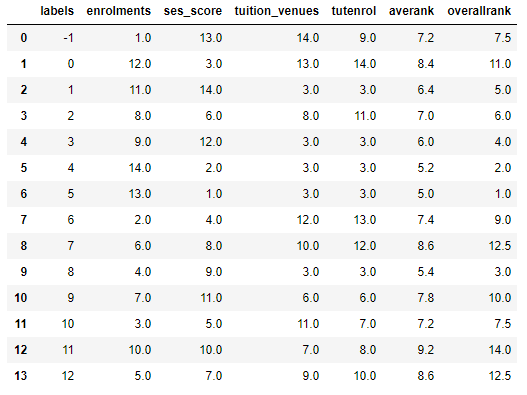 labels enrolments ses_score tuition_venues tutenrol averank overallrank
0 -1 1.0 13.0 14.0 9.0 7.2 7.5
1 0 12.0 3.0 13.0 14.0 8.4 11.0
2 1 11.0 14.0 3.0 3.0 6.4 5.0
3 2 8.0 6.0 8.0 11.0 7.0 6.0
4 3 9.0 12.0 3.0 3.0 6.0 4.0
5 4 14.0 2.0 3.0 3.0 5.2 2.0
6 5 13.0 1.0 3.0 3.0 5.0 1.0
7 6 2.0 4.0 12.0 13.0 7.4 9.0
8 7 6.0 8.0 10.0 12.0 8.6 12.5
9 8 4.0 9.0 3.0 3.0 5.4 3.0
10 9 7.0 11.0 6.0 6.0 7.8 10.0
11 10 3.0 5.0 11.0 7.0 7.2 7.5
12 11 10.0 10.0 7.0 8.0 9.2 14.0
13 12 5.0 7.0 9.0 10.0 8.6 12.5